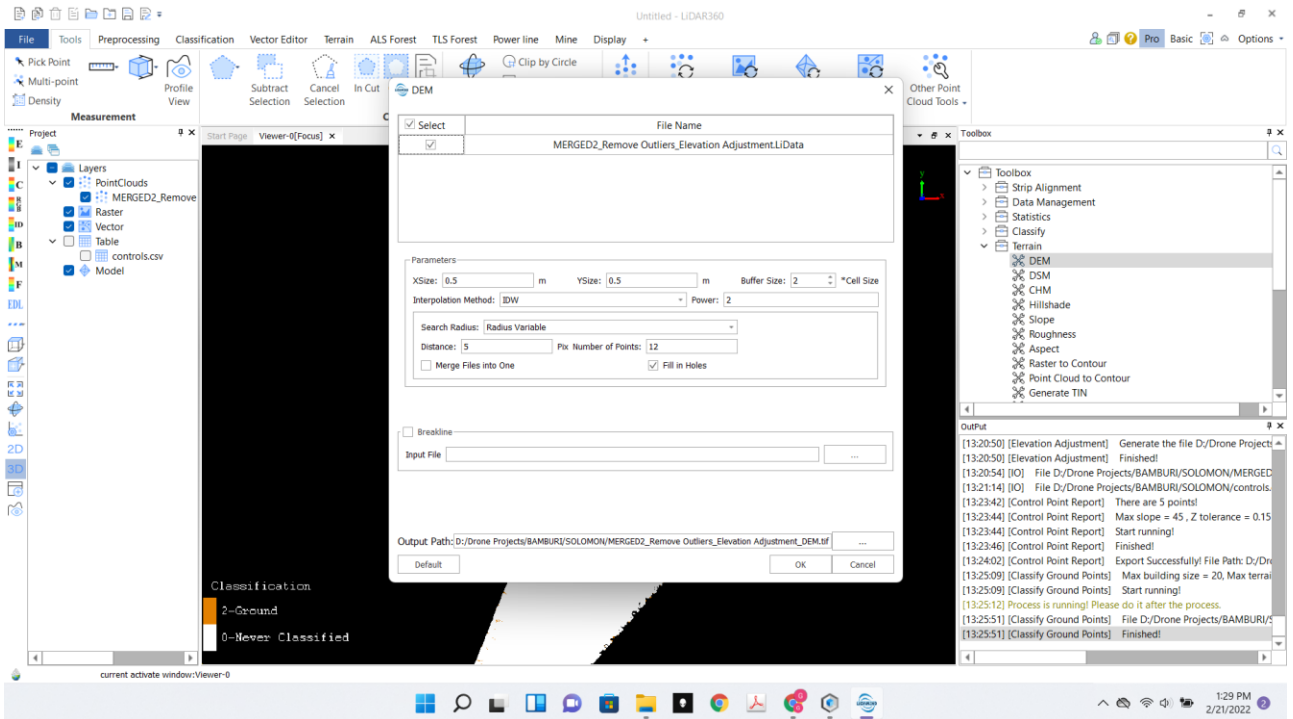 Untitled - LiDAR360
File Tools Preprocessing Classification Vector Editor Terrain ALS Forest TLS Forest Power line Mine Display + Pro Basic Options
Pick Point
Multi-point
Density
Profile View
Measurement
Subtract Selection
Cancel Selection
In Cut
Clip by Circle
Other Point Cloud Tools
Project
Layers
PointClouds
MERGED2_Remove
Raster
Vector
Table
controls.csv
Model
E
I
C
ID
B
M
F
EDL
2D
3D
Start Page Viewer-0[Focus]
y
x
Classification
2-Ground
0-Never Classified
DEM
Select File Name
MERGED2_Remove Outliers_Elevation Adjustment.LiData
Parameters
XSize: 0.5 m YSize: 0.5 m Buffer Size: 2 *Cell Size
Interpolation Method: IDW Power: 2
Search Radius: Radius Variable
Distance: 5 Pix Number of Points: 12
Merge Files into One Fill in Holes
Breakline
Input File ...
Output Path: D:/Drone Projects/BAMBURI/SOLOMON/MERGED2_Remove Outliers_Elevation Adjustment_DEM.tif ...
Default OK Cancel
Toolbox
Toolbox
Strip Alignment
Data Management
Statistics
Classify
Terrain
DEM
DSM
CHM
Hillshade
Slope
Roughness
Aspect
Raster to Contour
Point Cloud to Contour
Generate TIN
OutPut
[13:20:50] [Elevation Adjustment] Generate the file D:/Drone Projects
[13:20:50] [Elevation Adjustment] Finished!
[13:20:54] [IO] File D:/Drone Projects/BAMBURI/SOLOMON/MERGED
[13:21:14] [IO] File D:/Drone Projects/BAMBURI/SOLOMON/controls.
[13:23:42] [Control Point Report] There are 5 points!
[13:23:44] [Control Point Report] Max slope = 45 , Z tolerance = 0.15
[13:23:44] [Control Point Report] Start running!
[13:23:46] [Control Point Report] Finished!
[13:24:02] [Control Point Report] Export Successfully! File Path: D:/Dro
[13:25:09] [Classify Ground Points] Max building size = 20, Max terrai
[13:25:09] [Classify Ground Points] Start running!
[13:25:12] Process is running! Please do it after the process.
[13:25:51] [Classify Ground Points] File D:/Drone Projects/BAMBURI/S
[13:25:51] [Classify Ground Points] Finished!
current activate window:Viewer-0
1:29 PM
2/21/2022 2